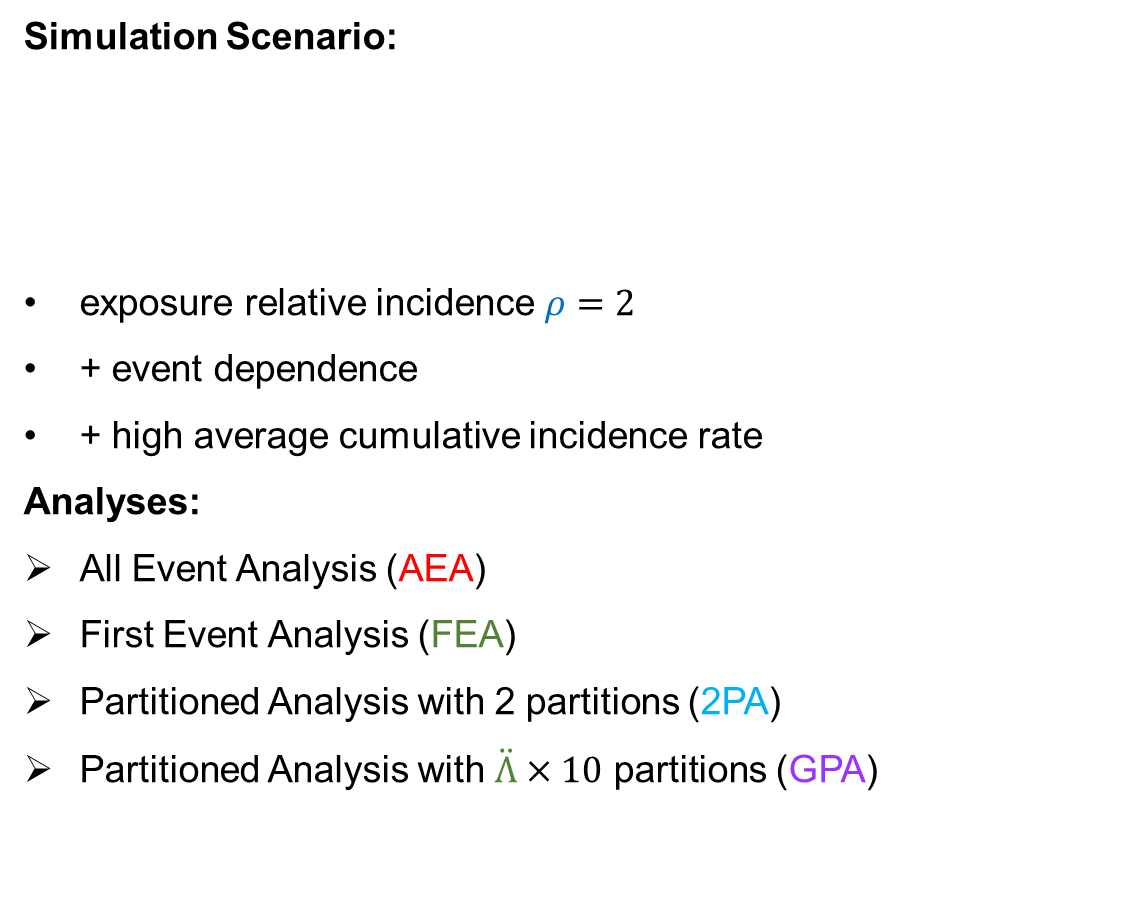 Simulation Scenario:
• exposure relative incidence ρ = 2
• + event dependence
• + high average cumulative incidence rate
Analyses:
➢ All Event Analysis (AEA)
➢ First Event Analysis (FEA)
➢ Partitioned Analysis with 2 partitions (2PA)
➢ Partitioned Analysis with Λ̈ × 10 partitions (GPA)